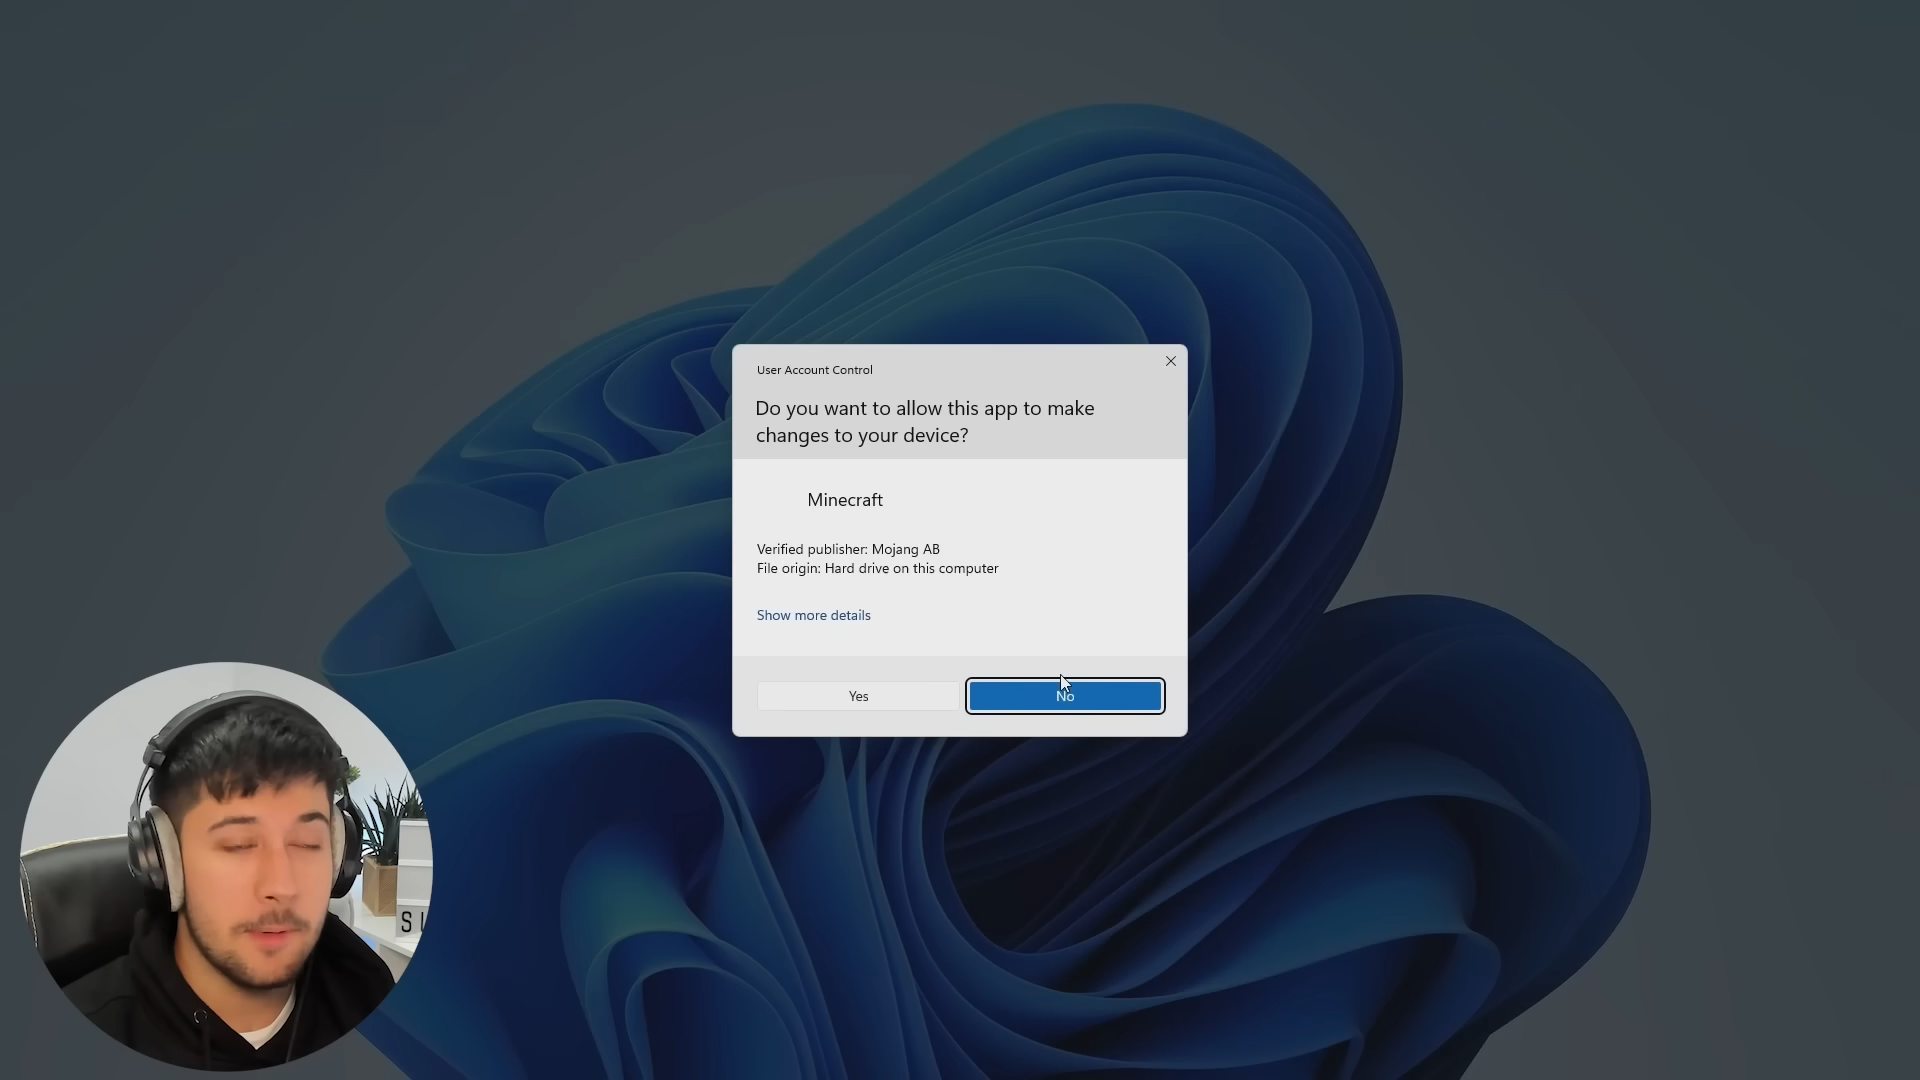 User Account Control
Do you want to allow this app to make
changes to your device?
Minecraft
Verified publisher: Mojang AB
File origin: Hard drive on this computer
Show more details
Yes
No